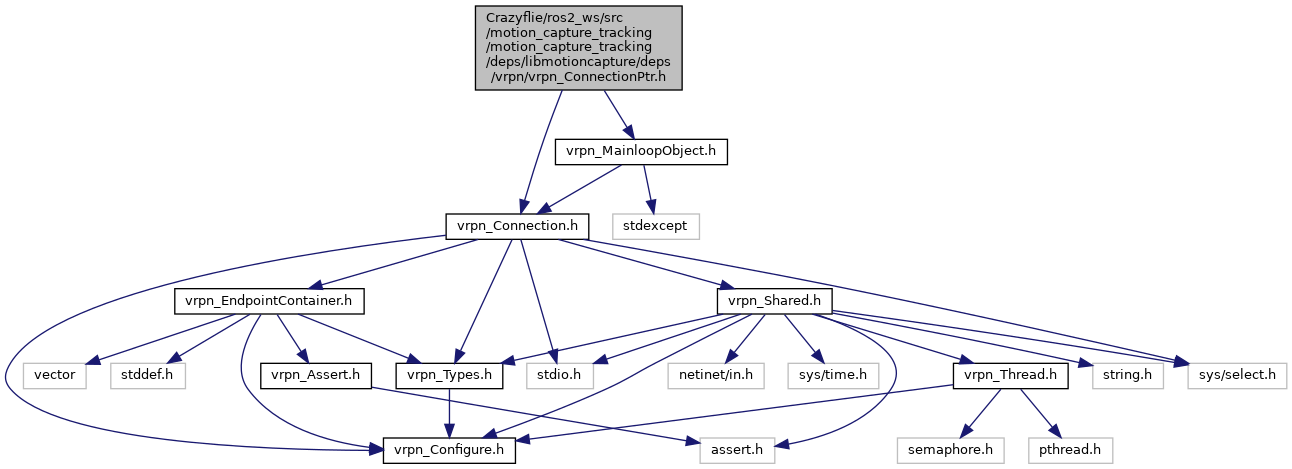 Crazyflie/ros2_ws/src
/motion_capture_tracking
/motion_capture_tracking
/deps/libmotioncapture/deps
/vrpn/vrpn_ConnectionPtr.h
vrpn_MainloopObject.h
vrpn_Connection.h
stdexcept
vrpn_EndpointContainer.h
vrpn_Shared.h
vector
stddef.h
vrpn_Assert.h
vrpn_Types.h
stdio.h
netinet/in.h
sys/time.h
vrpn_Thread.h
string.h
sys/select.h
vrpn_Configure.h
assert.h
semaphore.h
pthread.h